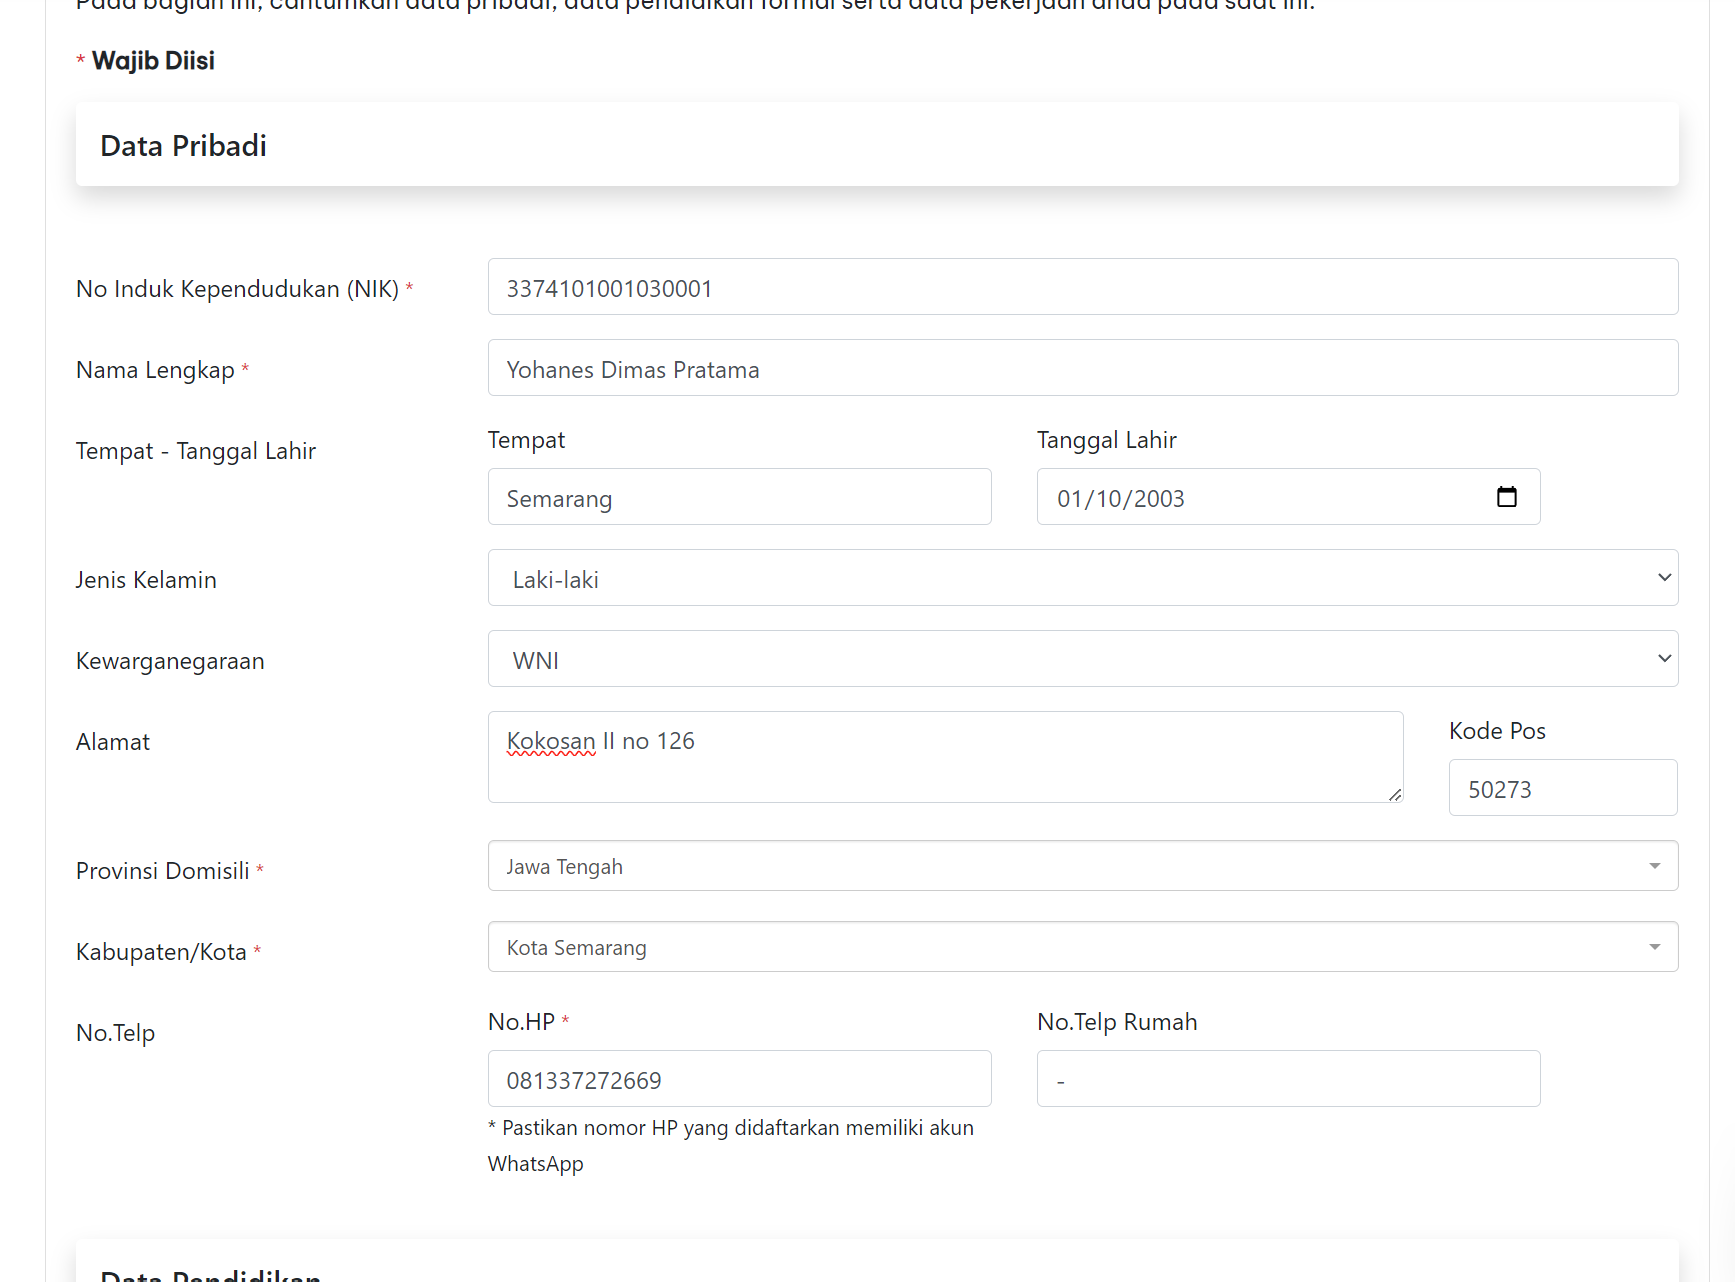 Pada bagian ini, cantumkan data pribadi, data pendidikan formal serta data pekerjaan anda pada saat ini.
* Wajib Diisi
Data Pribadi
No Induk Kependudukan (NIK) *
3374101001030001
Nama Lengkap *
Yohanes Dimas Pratama
Tempat - Tanggal Lahir
Tempat
Tanggal Lahir
Semarang
01/10/2003
Jenis Kelamin
Laki-laki
Kewarganegaraan
WNI
Alamat
Kokosan II no 126
Kode Pos
50273
Provinsi Domisili *
Jawa Tengah
Kabupaten/Kota *
Kota Semarang
No.Telp
No.HP *
No.Telp Rumah
081337272669
-
* Pastikan nomor HP yang didaftarkan memiliki akun
WhatsApp
Data Pendidikan